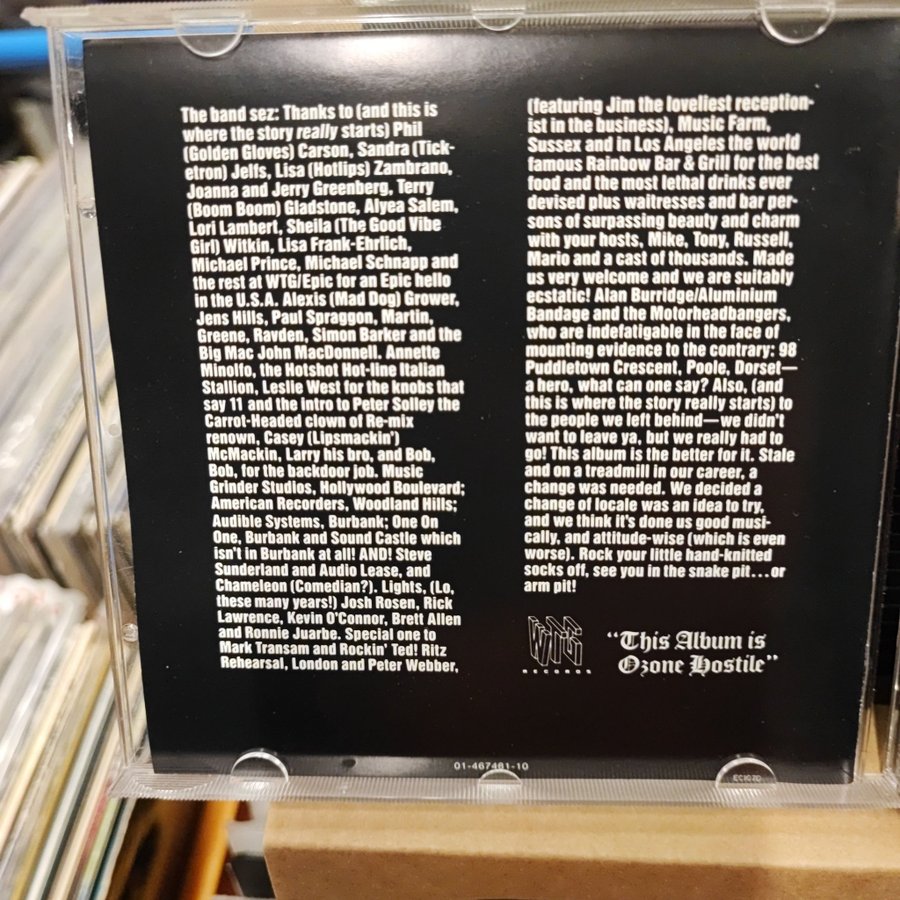 The band sez: Thanks to (and this is
where the story really starts) Phil
(Golden Gloves) Carson, Sandra (Tick-
etron) Jelfs, Lisa (Hotlips) Zambrano,
Joanna and Jerry Greenberg, Terry
(Boom Boom) Gladstone, Alyea Salem,
Lori Lambert, Sheila (The Good Vibe
Girl) Witkin, Lisa Frank-Ehrlich,
Michael Prince, Michael Schnapp and
the rest at WTG/Epic for an Epic hello
in the U.S.A. Alexis (Mad Dog) Grower,
Jens Hills, Paul Spraggon, Martin,
Greene, Ravden, Simon Barker and the
Big Mac John MacDonnell. Annette
Minolfo, the Hotshot Hot-line Italian
Stallion, Leslie West for the knobs that
say 11 and the intro to Peter Solley the
Carrot-Headed clown of Re-mix
renown, Casey (Lipsmackin')
McMackin, Larry his bro, and Bob,
Bob, for the backdoor job. Music
Grinder Studios, Hollywood Boulevard;
American Recorders, Woodland Hills;
Audible Systems, Burbank; One On
One, Burbank and Sound Castle which
isn't in Burbank at all! AND! Steve
Sunderland and Audio Lease, and
Chameleon (Comedian?). Lights, (Lo,
these many years!) Josh Rosen, Rick
Lawrence, Kevin O'Connor, Brett Allen
and Ronnie Juarbe. Special one to
Mark Transam and Rockin' Ted! Ritz
Rehearsal, London and Peter Webber,
(featuring Jim the loveliest reception-
ist in the business), Music Farm,
Sussex and in Los Angeles the world
famous Rainbow Bar & Grill for the best
food and the most lethal drinks ever
devised plus waitresses and bar per-
sons of surpassing beauty and charm
with your hosts, Mike, Tony, Russell,
Mario and a cast of thousands. Made
us very welcome and we are suitably
ecstatic! Alan Burridge/Aluminium
Bandage and the Motorheadbangers,
who are indefatigable in the face of
mounting evidence to the contrary: 98
Puddletown Crescent, Poole, Dorset—
a hero, what can one say? Also, (and
this is where the story really starts) to
the people we left behind—we didn't
want to leave ya, but we really had to
go! This album is the better for it. Stale
and on a treadmill in our career, a
change was needed. We decided a
change of locale was an idea to try,
and we think it's done us good musi-
cally, and attitude-wise (which is even
worse). Rock your little hand-knitted
socks off, see you in the snake pit...or
arm pit!
WTG
RECORDS
"This Album is
Ozone Hostile"
01-467481-10